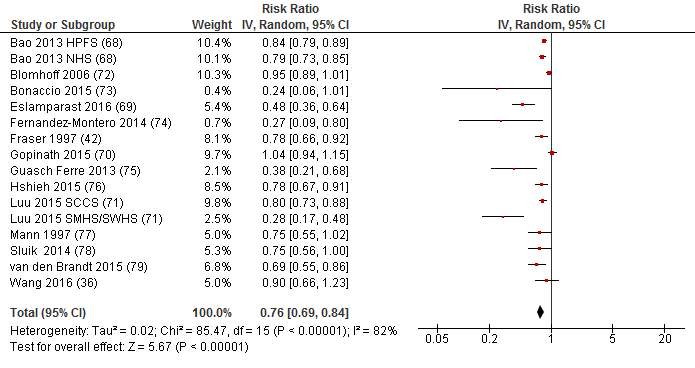 Risk Ratio Risk Ratio
Study or Subgroup Weight IV, Random, 95% CI IV, Random, 95% CI
Bao 2013 HPFS (68) 10.4% 0.84 [0.79, 0.89]
Bao 2013 NHS (68) 10.1% 0.79 [0.73, 0.85]
Blomhoff 2006 (72) 10.3% 0.95 [0.89, 1.01]
Bonaccio 2015 (73) 0.4% 0.24 [0.06, 1.01]
Eslamparast 2016 (69) 5.4% 0.48 [0.36, 0.64]
Fernandez-Montero 2014 (74) 0.7% 0.27 [0.09, 0.80]
Fraser 1997 (42) 8.1% 0.78 [0.66, 0.92]
Gopinath 2015 (70) 9.7% 1.04 [0.94, 1.15]
Guasch Ferre 2013 (75) 2.1% 0.38 [0.21, 0.68]
Hshieh 2015 (76) 8.5% 0.78 [0.67, 0.91]
Luu 2015 SCCS (71) 9.8% 0.80 [0.73, 0.88]
Luu 2015 SMHS/SWHS (71) 2.5% 0.28 [0.17, 0.48]
Mann 1997 (77) 5.0% 0.75 [0.55, 1.02]
Sluik 2014 (78) 5.3% 0.75 [0.56, 1.00]
van den Brandt 2015 (79) 6.8% 0.69 [0.55, 0.86]
Wang 2016 (36) 5.0% 0.90 [0.66, 1.23]
Total (95% CI) 100.0% 0.76 [0.69, 0.84]
Heterogeneity: Tau² = 0.02; Chi² = 85.47, df = 15 (P < 0.00001); I² = 82%
Test for overall effect: Z = 5.67 (P < 0.00001)
0.05 0.2 1 5 20